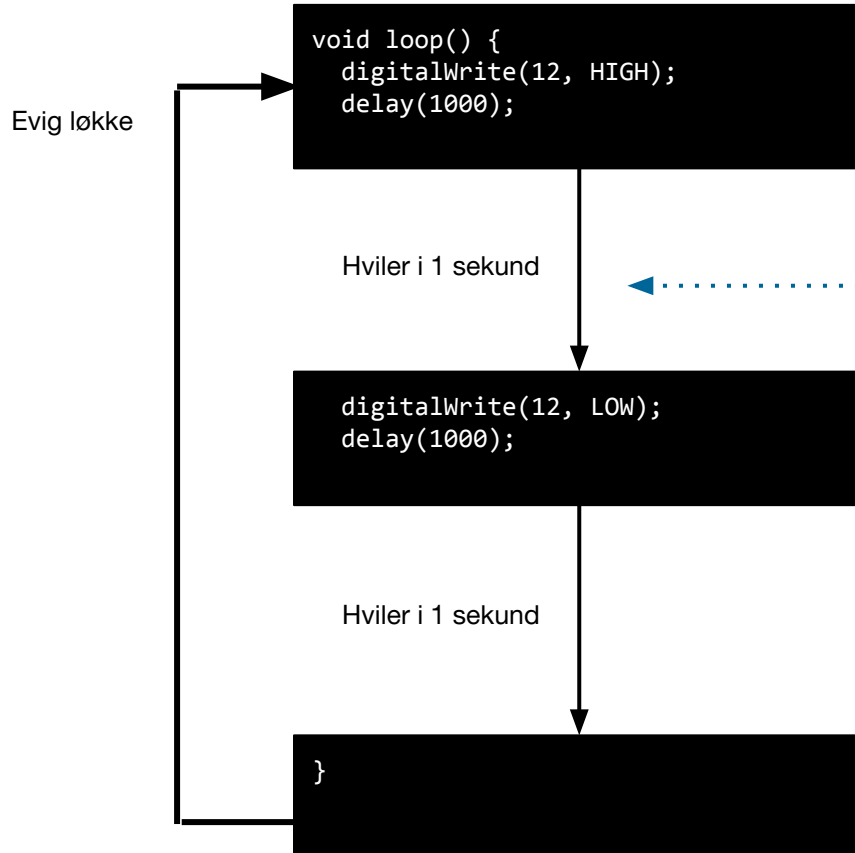 void loop() {
digitalWrite(12, HIGH);
delay(1000);
Evig løkke
Hviler i 1 sekund
digitalWrite(12, LOW);
delay(1000);
Hviler i 1 sekund
}